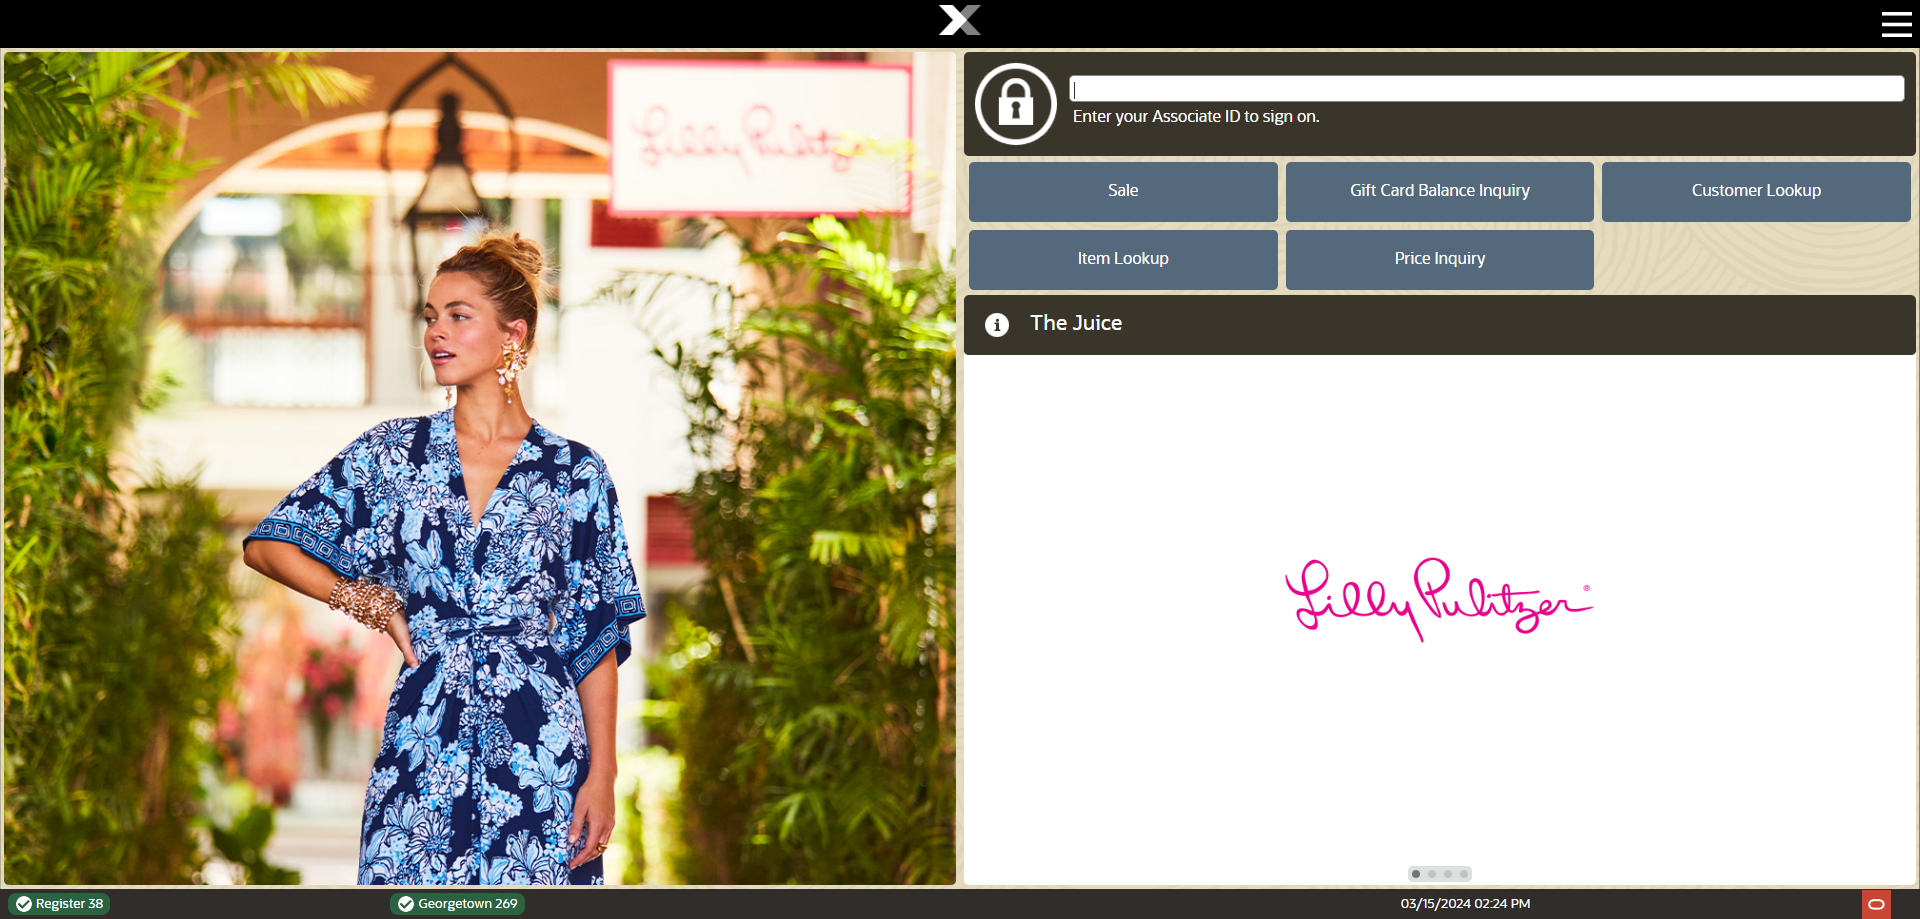 Lilly Pulitzer
Enter your Associate ID to sign on.
Sale
Gift Card Balance Inquiry
Customer Lookup
Item Lookup
Price Inquiry
The Juice
Lilly Pulitzer®
Register 38
Georgetown 269
03/15/2024 02:24 PM